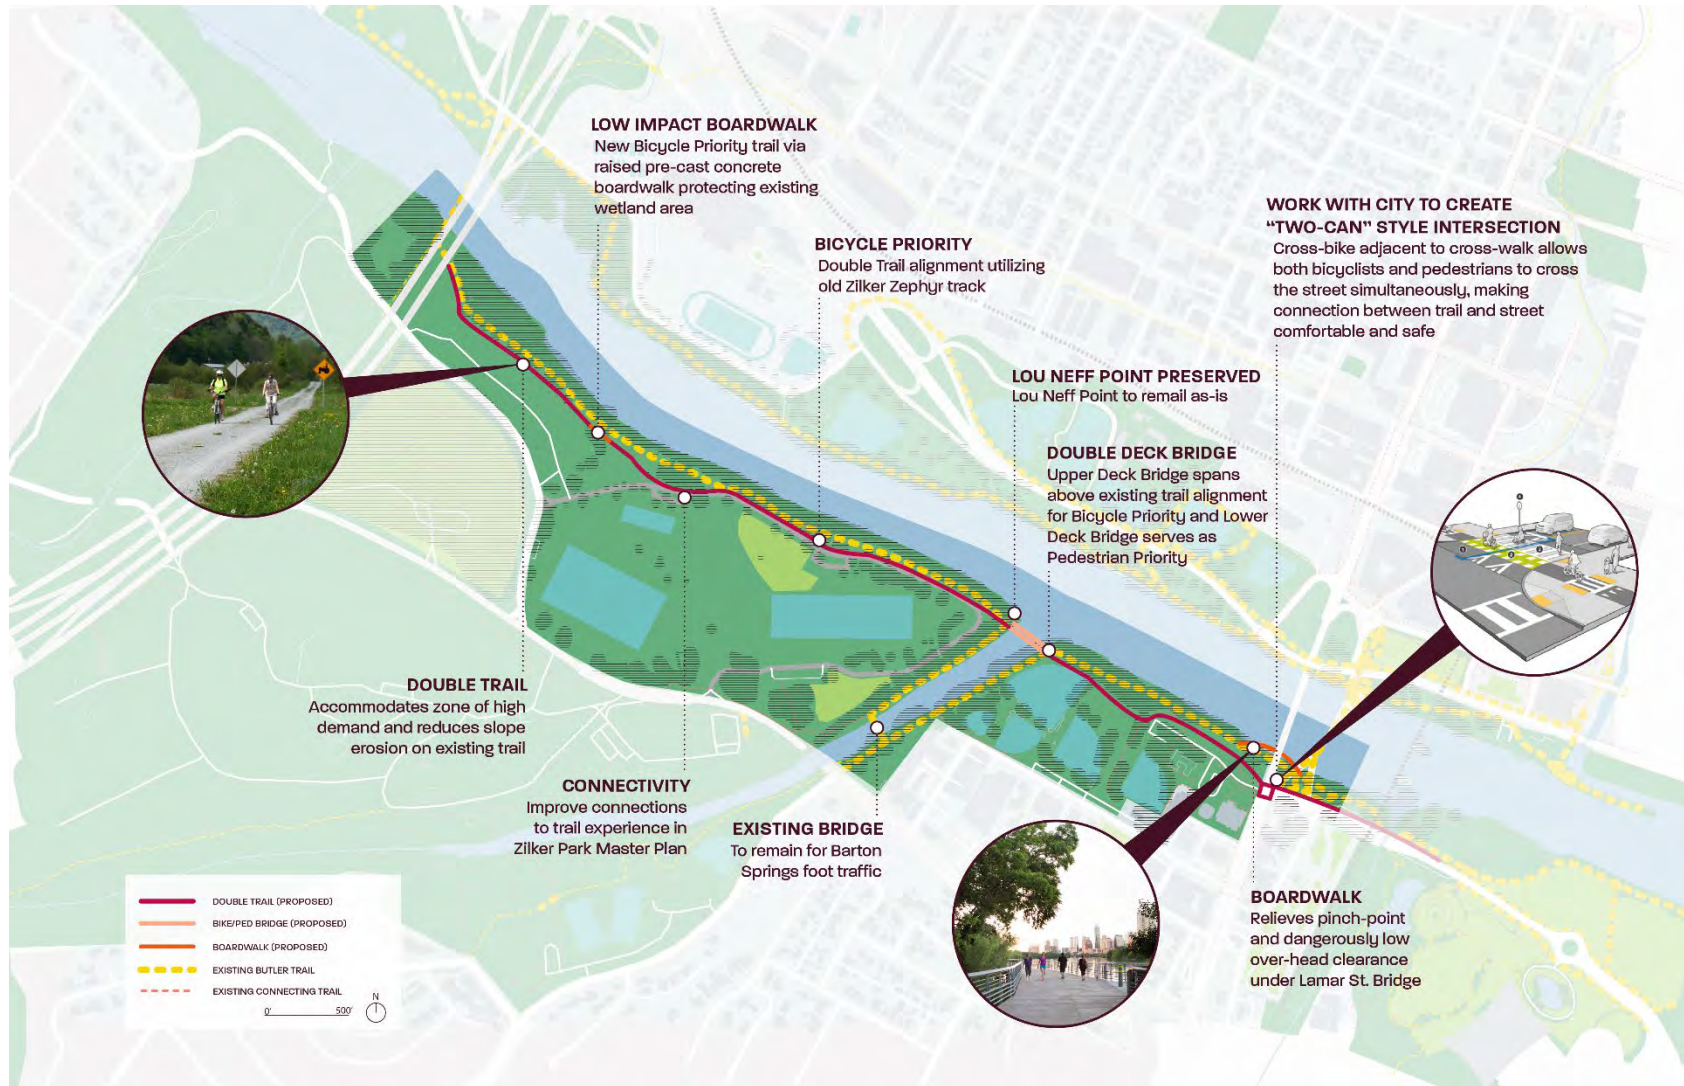 LOW IMPACT BOARDWALK
New Bicycle Priority trail via
raised pre-cast concrete
boardwalk protecting existing
wetland area
BICYCLE PRIORITY
Double Trail alignment utilizing
old Zilker Zephyr track
WORK WITH CITY TO CREATE
“TWO-CAN” STYLE INTERSECTION
Cross-bike adjacent to cross-walk allows
both bicyclists and pedestrians to cross
the street simultaneously, making
connection between trail and street
comfortable and safe
LOU NEFF POINT PRESERVED
Lou Neff Point to remail as-is
DOUBLE DECK BRIDGE
Upper Deck Bridge spans
above existing trail alignment
for Bicycle Priority and Lower
Deck Bridge serves as
Pedestrian Priority
DOUBLE TRAIL
Accommodates zone of high
demand and reduces slope
erosion on existing trail
CONNECTIVITY
Improve connections
to trail experience in
Zilker Park Master Plan
EXISTING BRIDGE
To remain for Barton
Springs foot traffic
BOARDWALK
Relieves pinch-point
and dangerously low
over-head clearance
under Lamar St. Bridge
DOUBLE TRAIL (PROPOSED)
BIKE/PED BRIDGE (PROPOSED)
BOARDWALK (PROPOSED)
EXISTING BUTLER TRAIL
EXISTING CONNECTING TRAIL
0' 500'
N